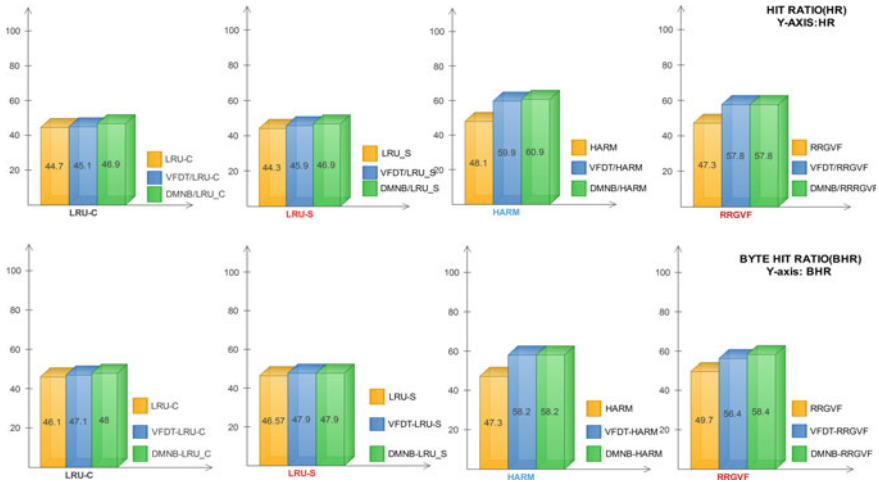 HIT RATIO(HR)
Y-AXIS:HR
100
80
60
40
20
44.7
45.1
46.9
LRU-C
VFDT/LRU-C
DMNB/LRU_C
LRU-C
100
80
60
40
20
44.3
45.9
46.9
LRU_S
VFDT/LRU_S
DMNB/LRU_S
LRU-S
100
80
60
40
20
48.1
59.9
60.9
HARM
VFDT/HARM
DMNB/HARM
HARM
100
80
60
40
20
47.3
57.8
57.8
RRGVF
VFDT/RRGVF
DMNB/RRRGVF
RRGVF
BYTE HIT RATIO(BHR)
Y-axis: BHR
100
80
60
40
20
46.1
47.1
48
LRU-C
VFDT-LRU-C
DMNB-LRU_C
LRU-C
100
80
60
40
20
46.57
47.9
47.9
LRU-S
VFDT-LRU-S
DMNB-LRU_S
LRU-S
100
80
60
40
20
47.3
58.2
58.2
HARM
VFDT-HARM
DMNB-HARM
HARM
100
80
60
40
20
49.7
56.4
58.4
RRGVF
VFDT-RRGVF
DMNB-RRGVF
RRGVF